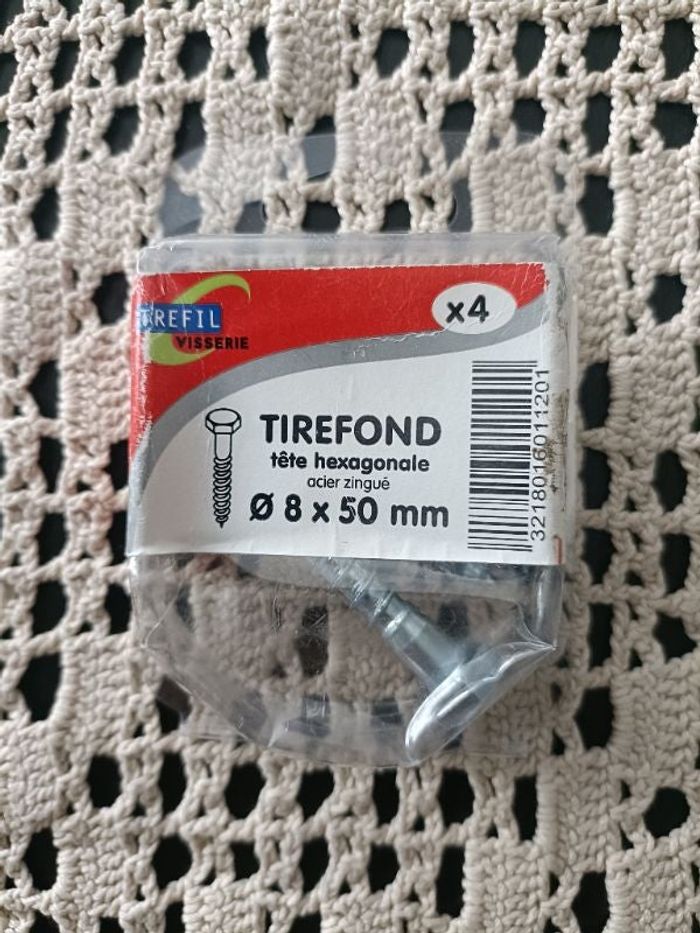 x4
TREFIL
VISSERIE
TIREFOND
tête hexagonale
acier zingué
Ø 8 x 50 mm
3218016011201